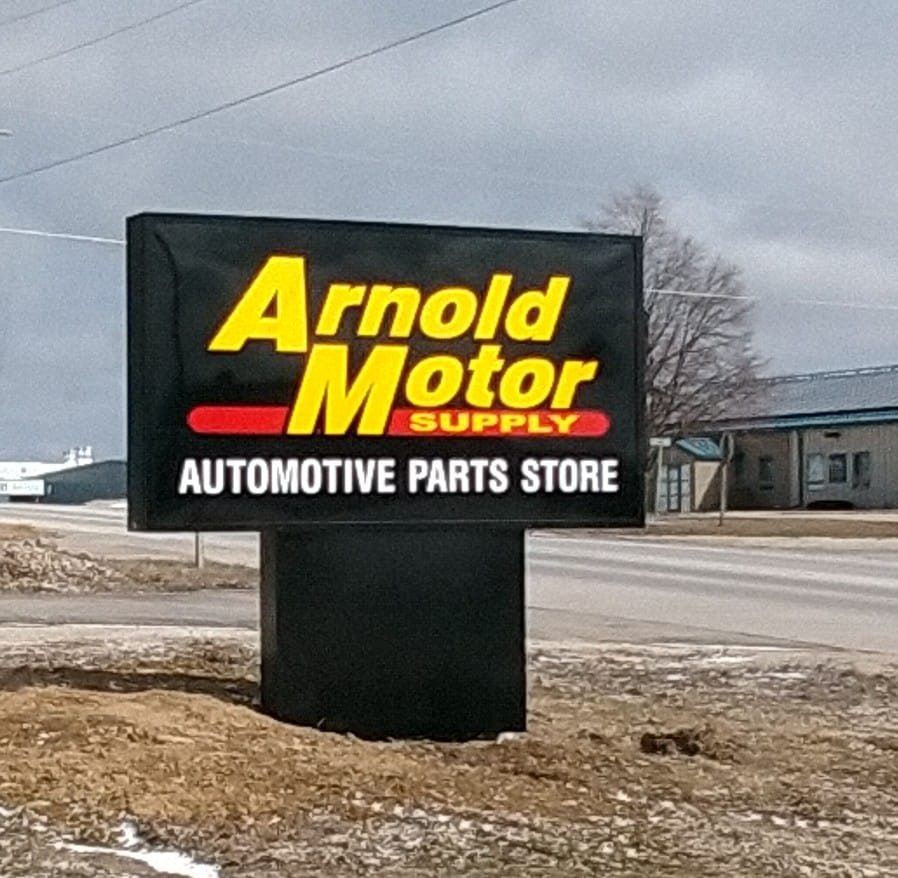 Arnold
Motor
SUPPLY
AUTOMOTIVE PARTS STORE